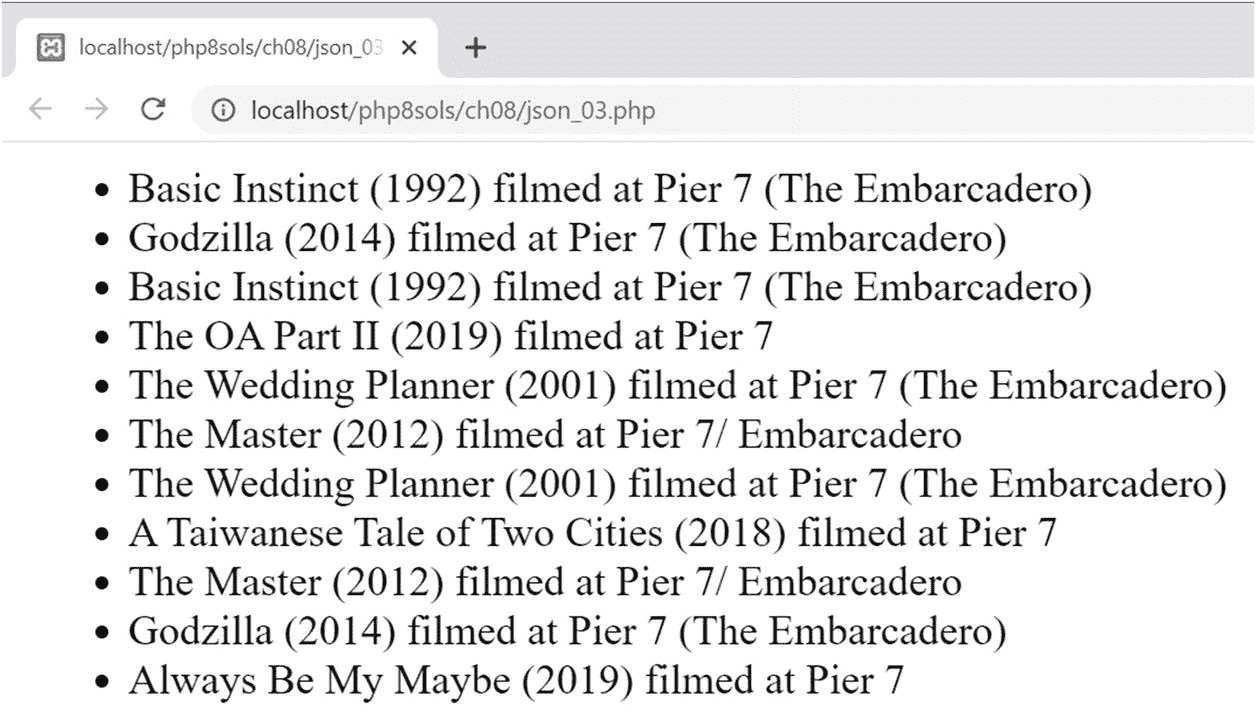 localhost/php8sols/ch08/json_03
localhost/php8sols/ch08/json_03.php
Basic Instinct (1992) filmed at Pier 7 (The Embarcadero)
Godzilla (2014) filmed at Pier 7 (The Embarcadero)
Basic Instinct (1992) filmed at Pier 7 (The Embarcadero)
The OA Part II (2019) filmed at Pier 7
The Wedding Planner (2001) filmed at Pier 7 (The Embarcadero)
The Master (2012) filmed at Pier 7/ Embarcadero
The Wedding Planner (2001) filmed at Pier 7 (The Embarcadero)
A Taiwanese Tale of Two Cities (2018) filmed at Pier 7
The Master (2012) filmed at Pier 7/ Embarcadero
Godzilla (2014) filmed at Pier 7 (The Embarcadero)
Always Be My Maybe (2019) filmed at Pier 7